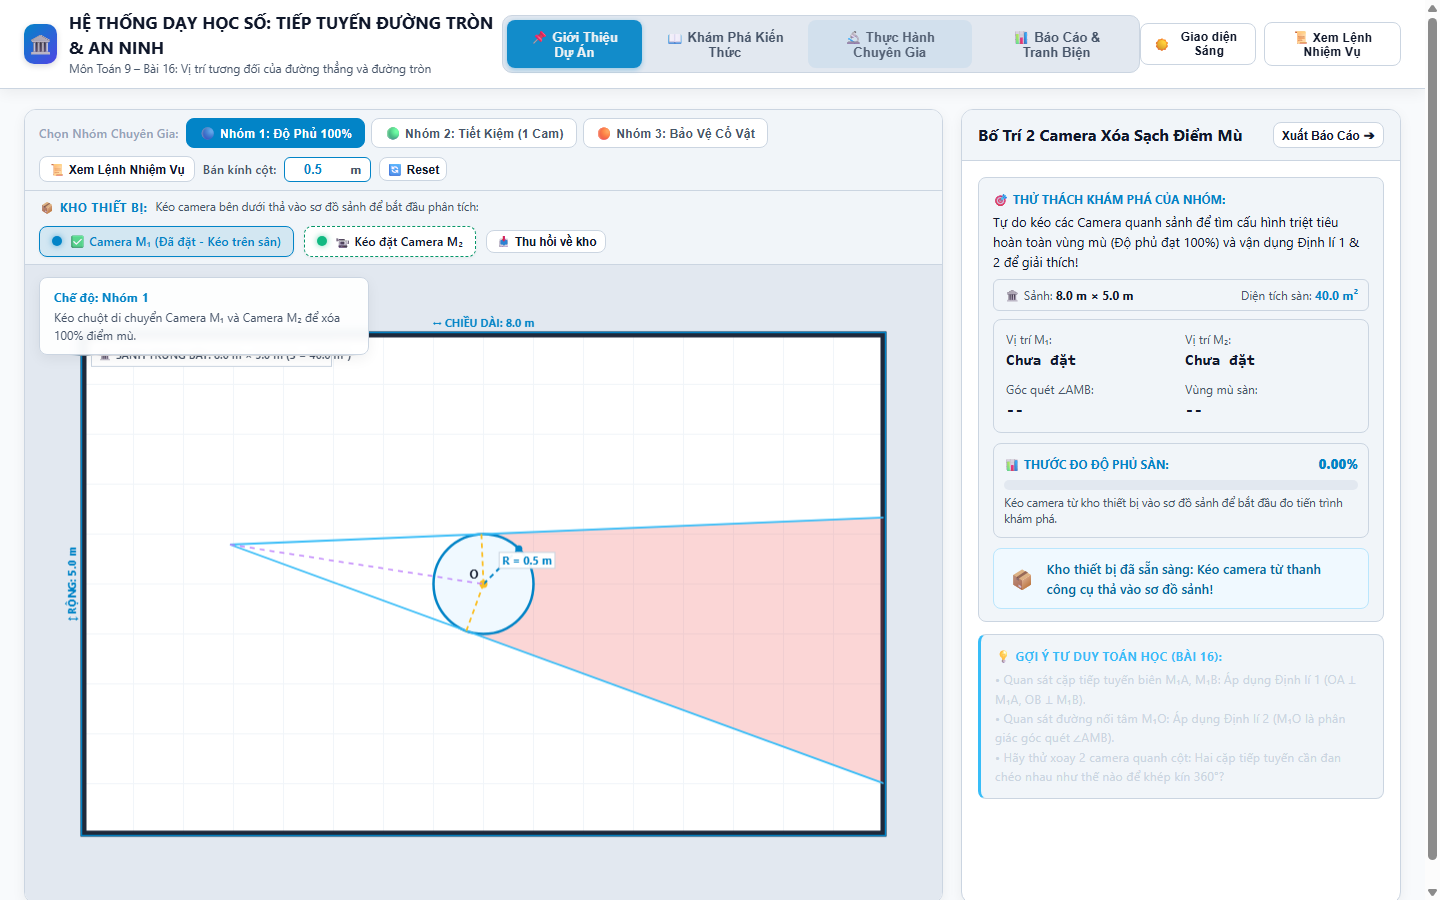 HỆ THỐNG DẠY HỌC SỐ: TIẾP TUYẾN ĐƯỜNG TRÒN
& AN NINH
Môn Toán 9 – Bài 16: Vị trí tương đối của đường thẳng và đường tròn
Giới Thiệu
Dự Án
Khám Phá Kiến
Thức
Thực Hành
Chuyên Gia
Báo Cáo &
Tranh Biện
Giao diện
Sáng
Xem Lệnh
Nhiệm Vụ
Chọn Nhóm Chuyên Gia:
Nhóm 1: Độ Phủ 100%
Nhóm 2: Tiết Kiệm (1 Cam)
Nhóm 3: Bảo Vệ Cổ Vật
Xem Lệnh Nhiệm Vụ
Bán kính cột: 0.5 m
Reset
KHO THIẾT BỊ: Kéo camera bên dưới thả vào sơ đồ sảnh để bắt đầu phân tích:
Camera M₁ (Đã đặt - Kéo trên sàn)
Kéo đặt Camera M₂
Thu hồi về kho
Chế độ: Nhóm 1
Kéo chuột di chuyển Camera M₁ và Camera M₂ để xóa
100% điểm mù.
↔ CHIỀU DÀI: 8.0 m
↕ RỘNG: 5.0 m
O
R = 0.5 m
Bố Trí 2 Camera Xóa Sạch Điểm Mù
Xuất Báo Cáo ➔
THỬ THÁCH KHÁM PHÁ CỦA NHÓM:
Tự do kéo các Camera quanh sảnh để tìm cấu hình triệt tiêu
hoàn toàn vùng mù (Độ phủ đạt 100%) và vận dụng Định lí 1 &
2 để giải thích!
Sảnh: 8.0 m × 5.0 m
Diện tích sàn: 40.0 m²
Vị trí M₁:
Chưa đặt
Vị trí M₂:
Chưa đặt
Góc quét ∠AMB:
--
Vùng mù sàn:
--
THƯỚC ĐO ĐỘ PHỦ SÀN:
0.00%
Kéo camera từ kho thiết bị vào sơ đồ sảnh để bắt đầu đo tiến trình
khám phá.
Kho thiết bị đã sẵn sàng: Kéo camera từ thanh
công cụ thả vào sơ đồ sảnh!
GỢI Ý TƯ DUY TOÁN HỌC (BÀI 16):
• Quan sát cặp tiếp tuyến biên M₁A, M₁B: Áp dụng Định lí 1 (OA ⊥
M₁A, OB ⊥ M₁B).
• Quan sát đường nối tâm M₁O: Áp dụng Định lí 2 (M₁O là phân
giác góc quét ∠AMB).
• Hãy thử xoay 2 camera quanh cột: Hai cặp tiếp tuyến cần đan
chéo nhau như thế nào để khép kín 360°?